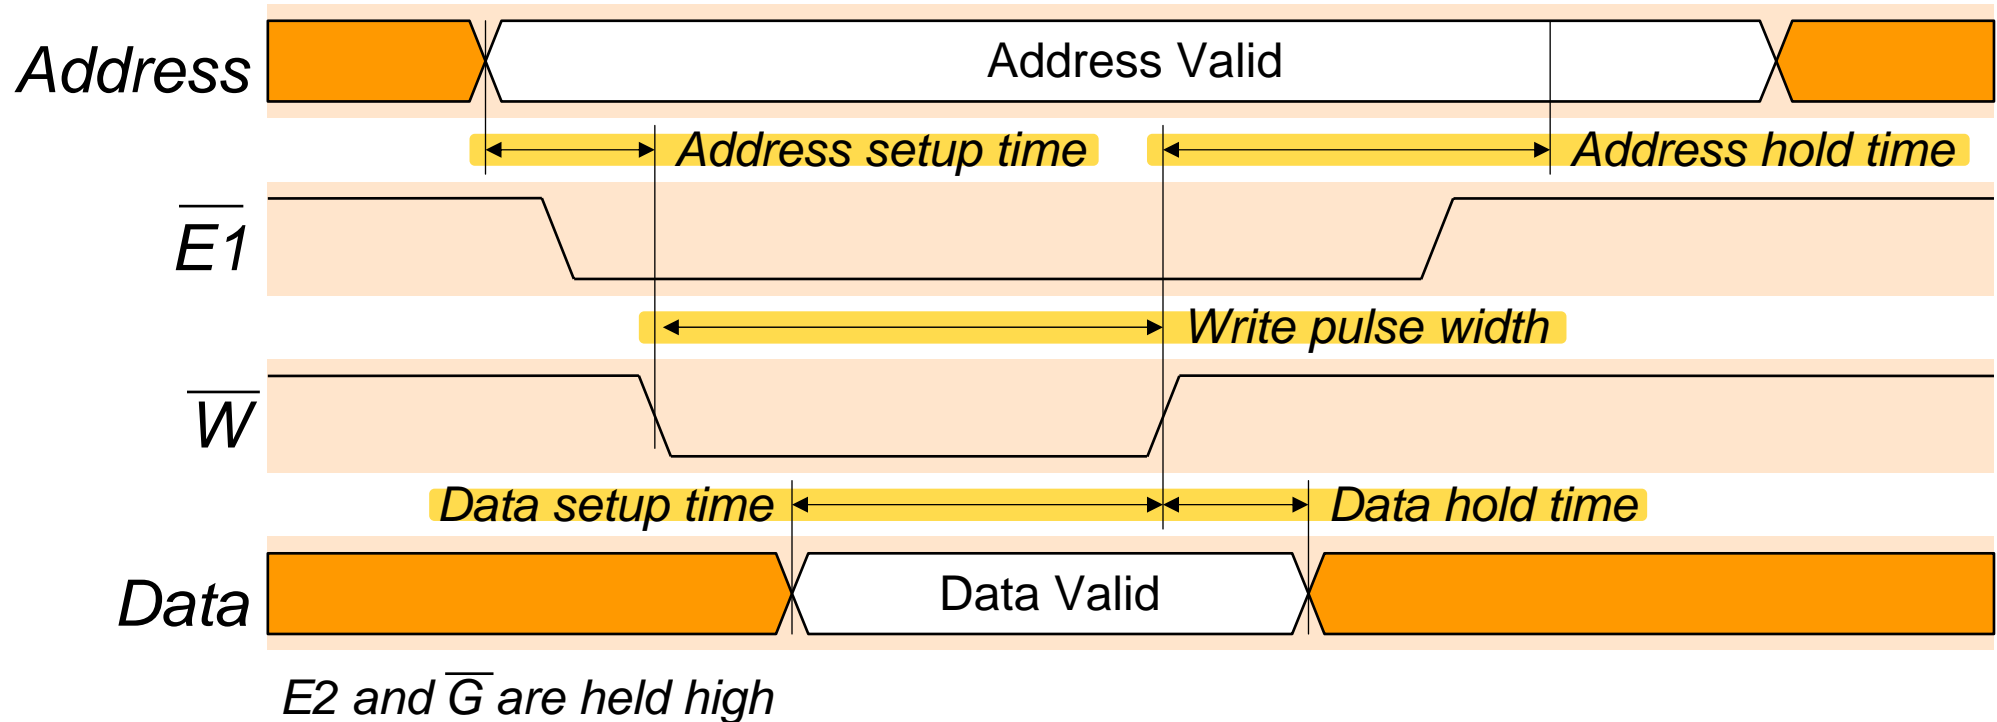 Address
Address Valid
Address setup time
Address hold time
E1
Write pulse width
W
Data setup time
Data hold time
Data
Data Valid
E2 and G are held high